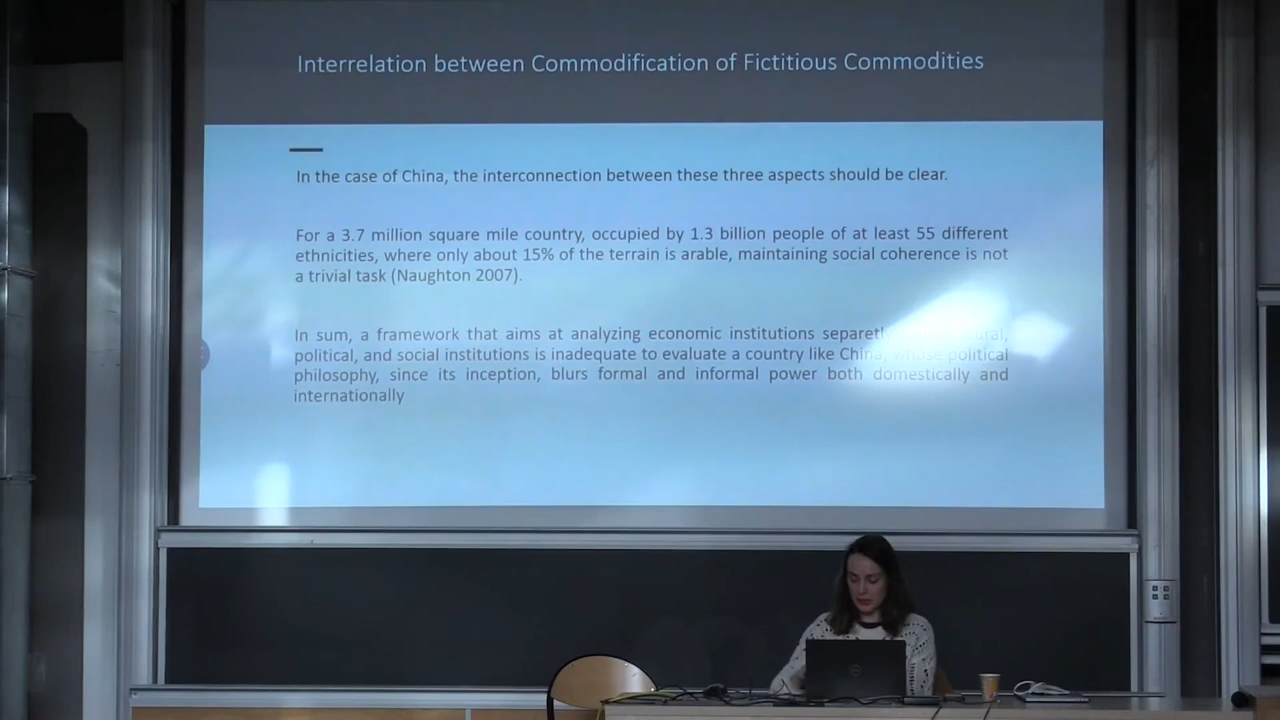 Interrelation between Commodification of Fictitious Commodities
In the case of China, the interconnection between these three aspects should be clear.
For a 3.7 million square mile country, occupied by 1.3 billion people of at least 55 different
ethnicities, where only about 15% of the terrain is arable, maintaining social coherence is not
a trivial task (Naughton 2007).
In sum, a framework that aims at analyzing economic institutions
political, and social institutions is inadequate to evaluate a country like China, whose political
philosophy, since its inception, blurs formal and informal power both domestically and
internationally